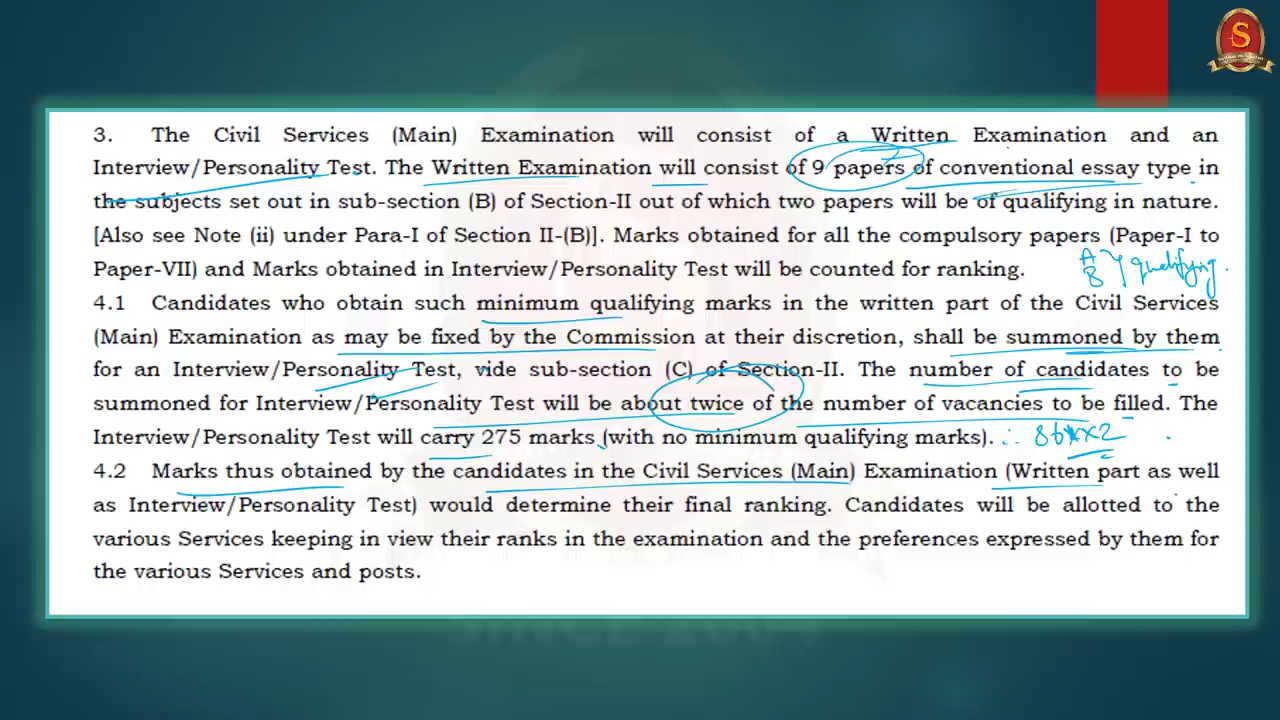 S
3. The Civil Services (Main) Examination will consist of a Written Examination and an
Interview/Personality Test. The Written Examination will consist of 9 papers of conventional essay type in
the subjects set out in sub-section (B) of Section-II out of which two papers will be of qualifying in nature.
[Also see Note (ii) under Para-I of Section II-(B)]. Marks obtained for all the compulsory papers (Paper-I to
Paper-VII) and Marks obtained in Interview/Personality Test will be counted for ranking.
A
B } qualifying.
4.1 Candidates who obtain such minimum qualifying marks in the written part of the Civil Services
(Main) Examination as may be fixed by the Commission at their discretion, shall be summoned by them
for an Interview/Personality Test, vide sub-section (C) of Section-II. The number of candidates to be
summoned for Interview/Personality Test will be about twice of the number of vacancies to be filled. The
Interview/Personality Test will carry 275 marks (with no minimum qualifying marks).
4.2 Marks thus obtained by the candidates in the Civil Services (Main) Examination (Written part as well
as Interview/Personality Test) would determine their final ranking. Candidates will be allotted to the
various Services keeping in view their ranks in the examination and the preferences expressed by them for
the various Services and posts.
SINCE 2004